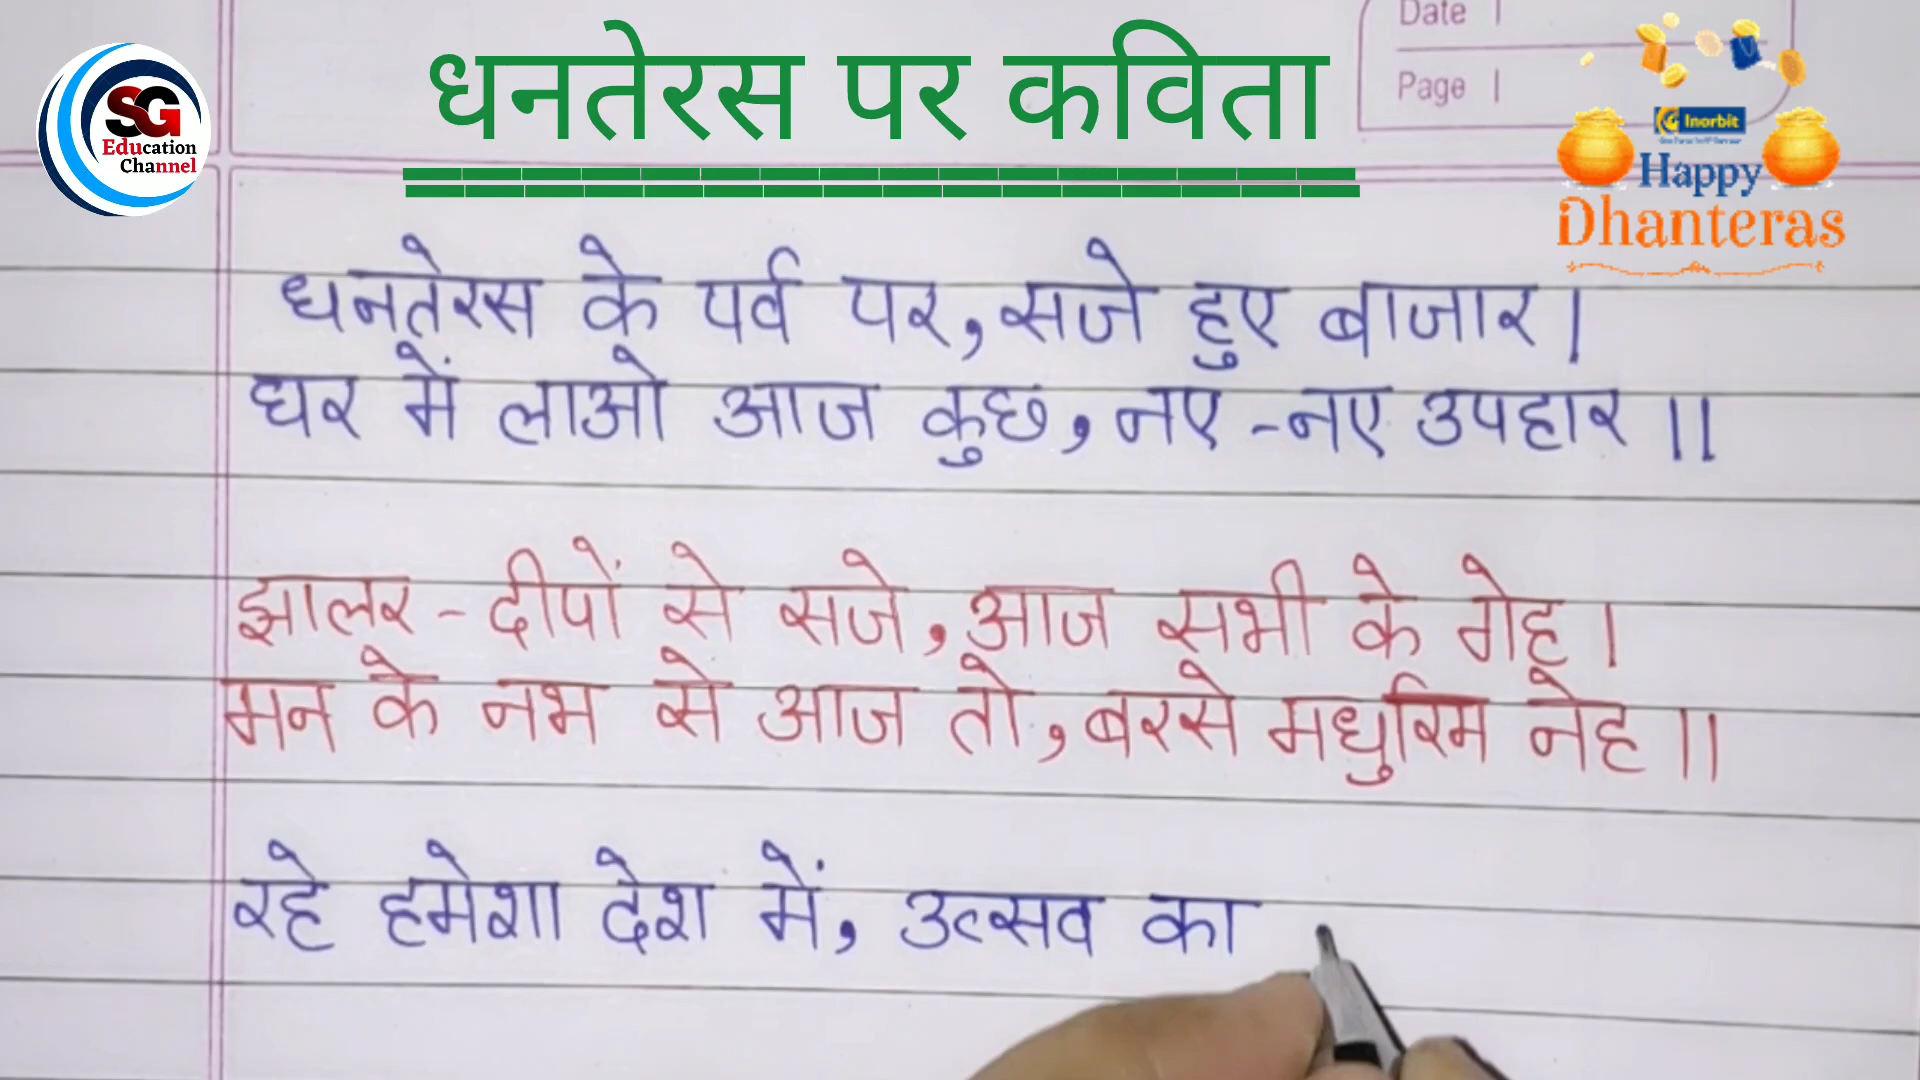 धनतेरस पर कविता
Date
Page
SG
Education
Channel
Inorbit
Happy
Dhanteras
धनतेरस के पर्व पर, सजे हुए बाजार।
घर में लाओ आज कुछ, नए-नए उपहार॥
झालर-दीपों से सजे, आज सभी के गेह।
मन के नभ से आज तो, बरसे मधुरिम नेह॥
रहे हमेशा देश में, उत्सव का